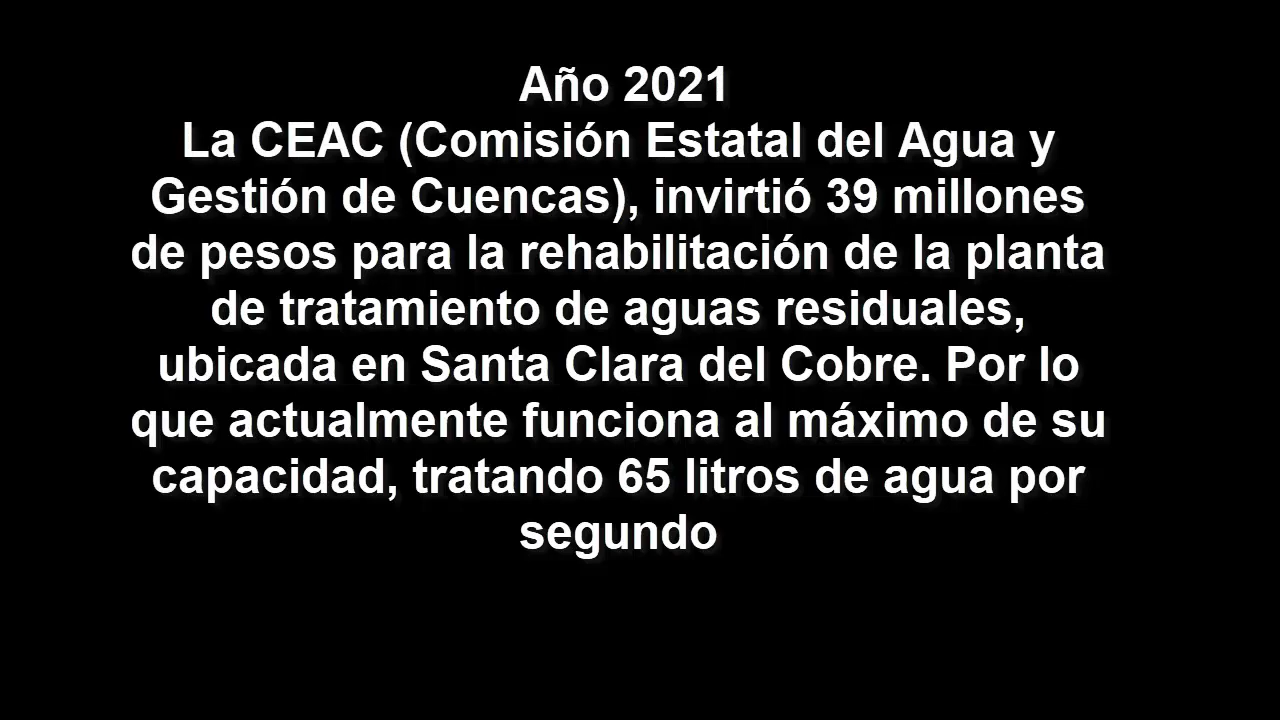 Año 2021
La CEAC (Comisión Estatal del Agua y
Gestión de Cuencas), invirtió 39 millones
de pesos para la rehabilitación de la planta
de tratamiento de aguas residuales,
ubicada en Santa Clara del Cobre. Por lo
que actualmente funciona al máximo de su
capacidad, tratando 65 litros de agua por
segundo